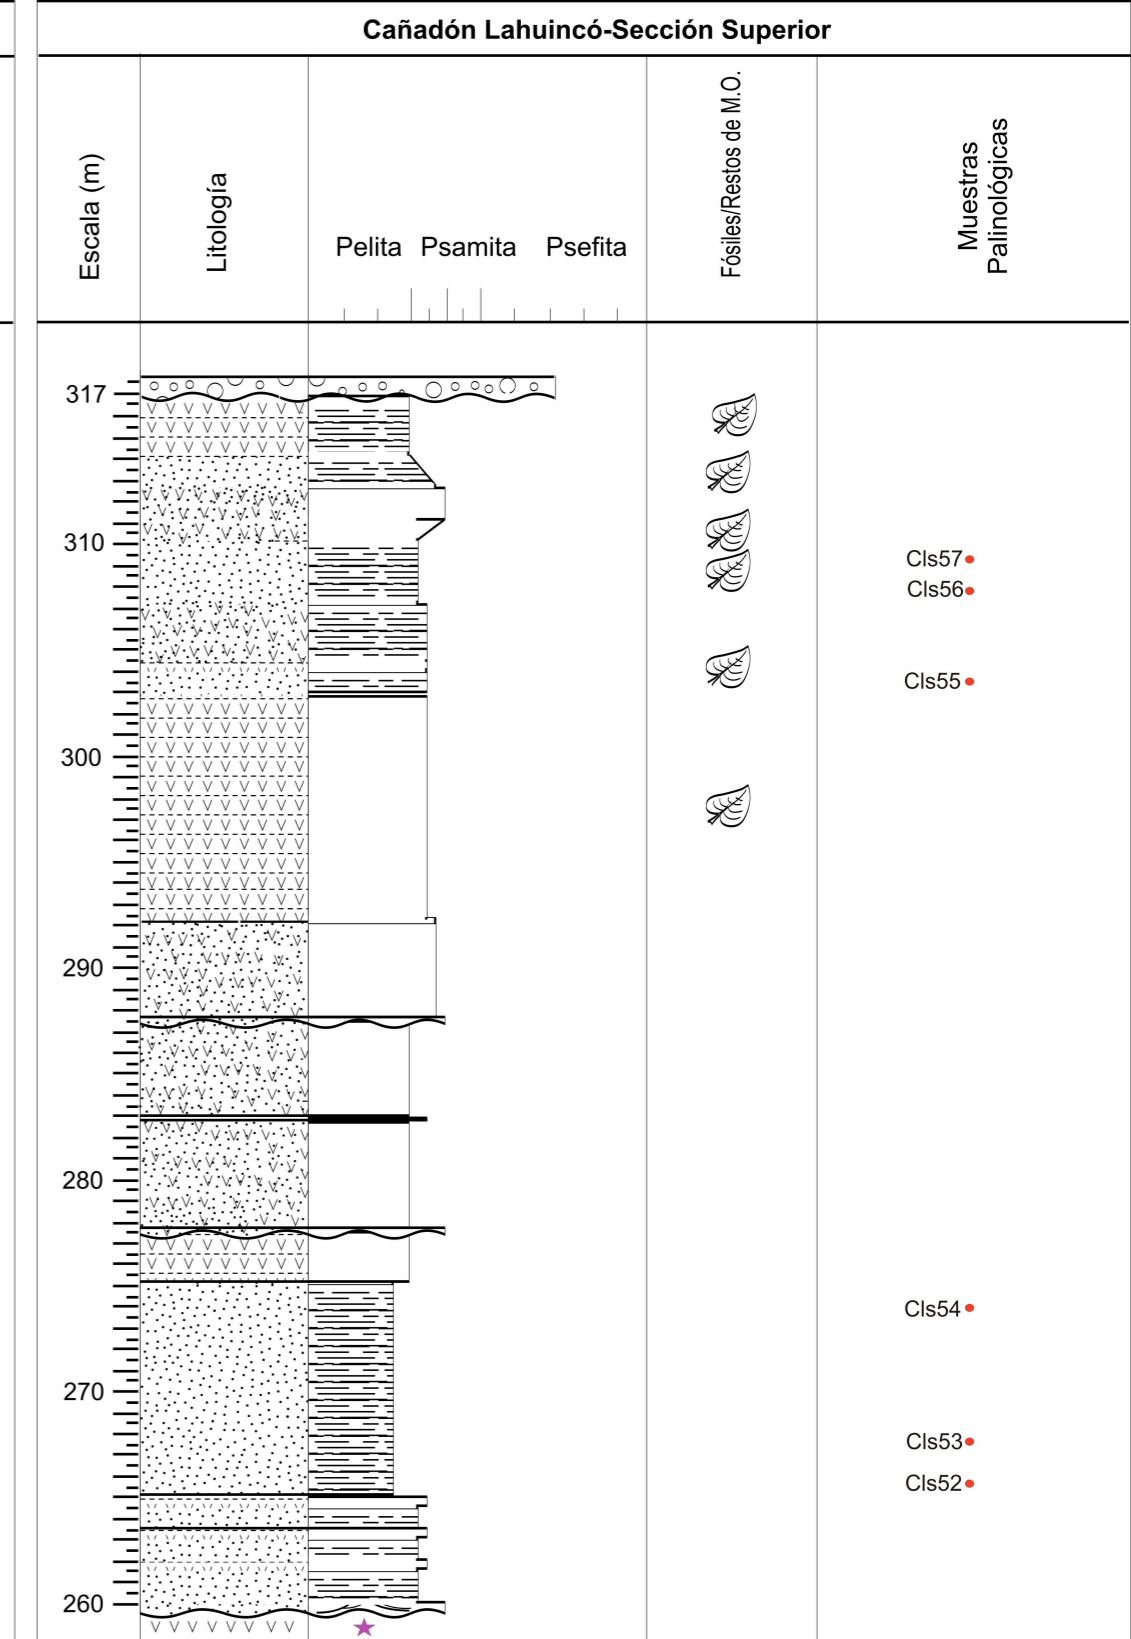 Cañadón Lahuincó-Sección Superior
Escala (m)
Litología
Pelita Psamita Psefita
Fósiles/Restos de M.O.
Muestras
Palinológicas
317
310
Cls57
Cls56
Cls55
300
290
280
Cls54
270
Cls53
Cls52
260